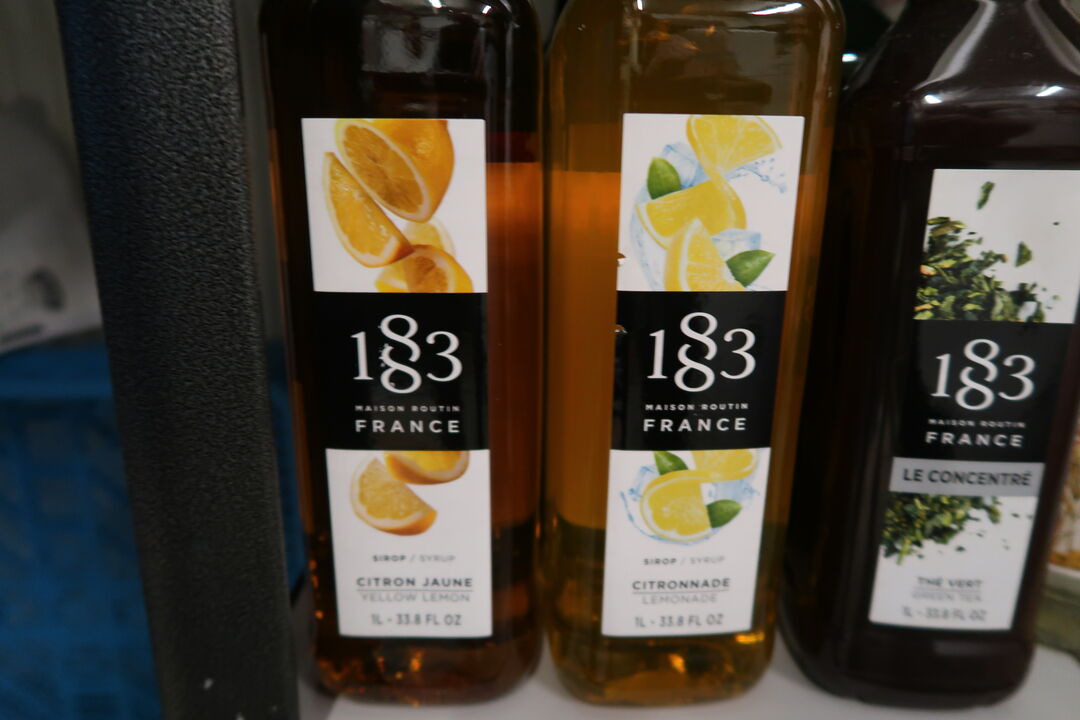 1883
MAISON ROUTIN
FRANCE
SIROP / SYRUP
CITRON JAUNE
YELLOW LEMON
1L - 33.8 FL OZ
1883
MAISON ROUTIN
FRANCE
SIROP / SYRUP
CITRONNADE
LEMONADE
1L - 33.8 FL OZ
1883
MAISON ROUTIN
FRANCE
LE CONCENTRÉ
THÉ VERT
GREEN TEA
1L - 33.8 FL OZ